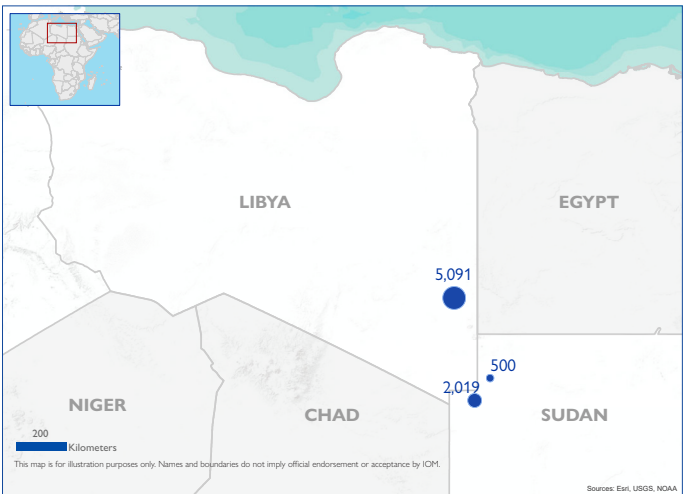 LIBYA
EGYPT
5,091
500
2,019
NIGER
CHAD
SUDAN
200
Kilometers
This map is for illustration purposes only. Names and boundaries do not imply official endorsement or acceptance by IOM.
Sources: Esri, USGS, NOAA